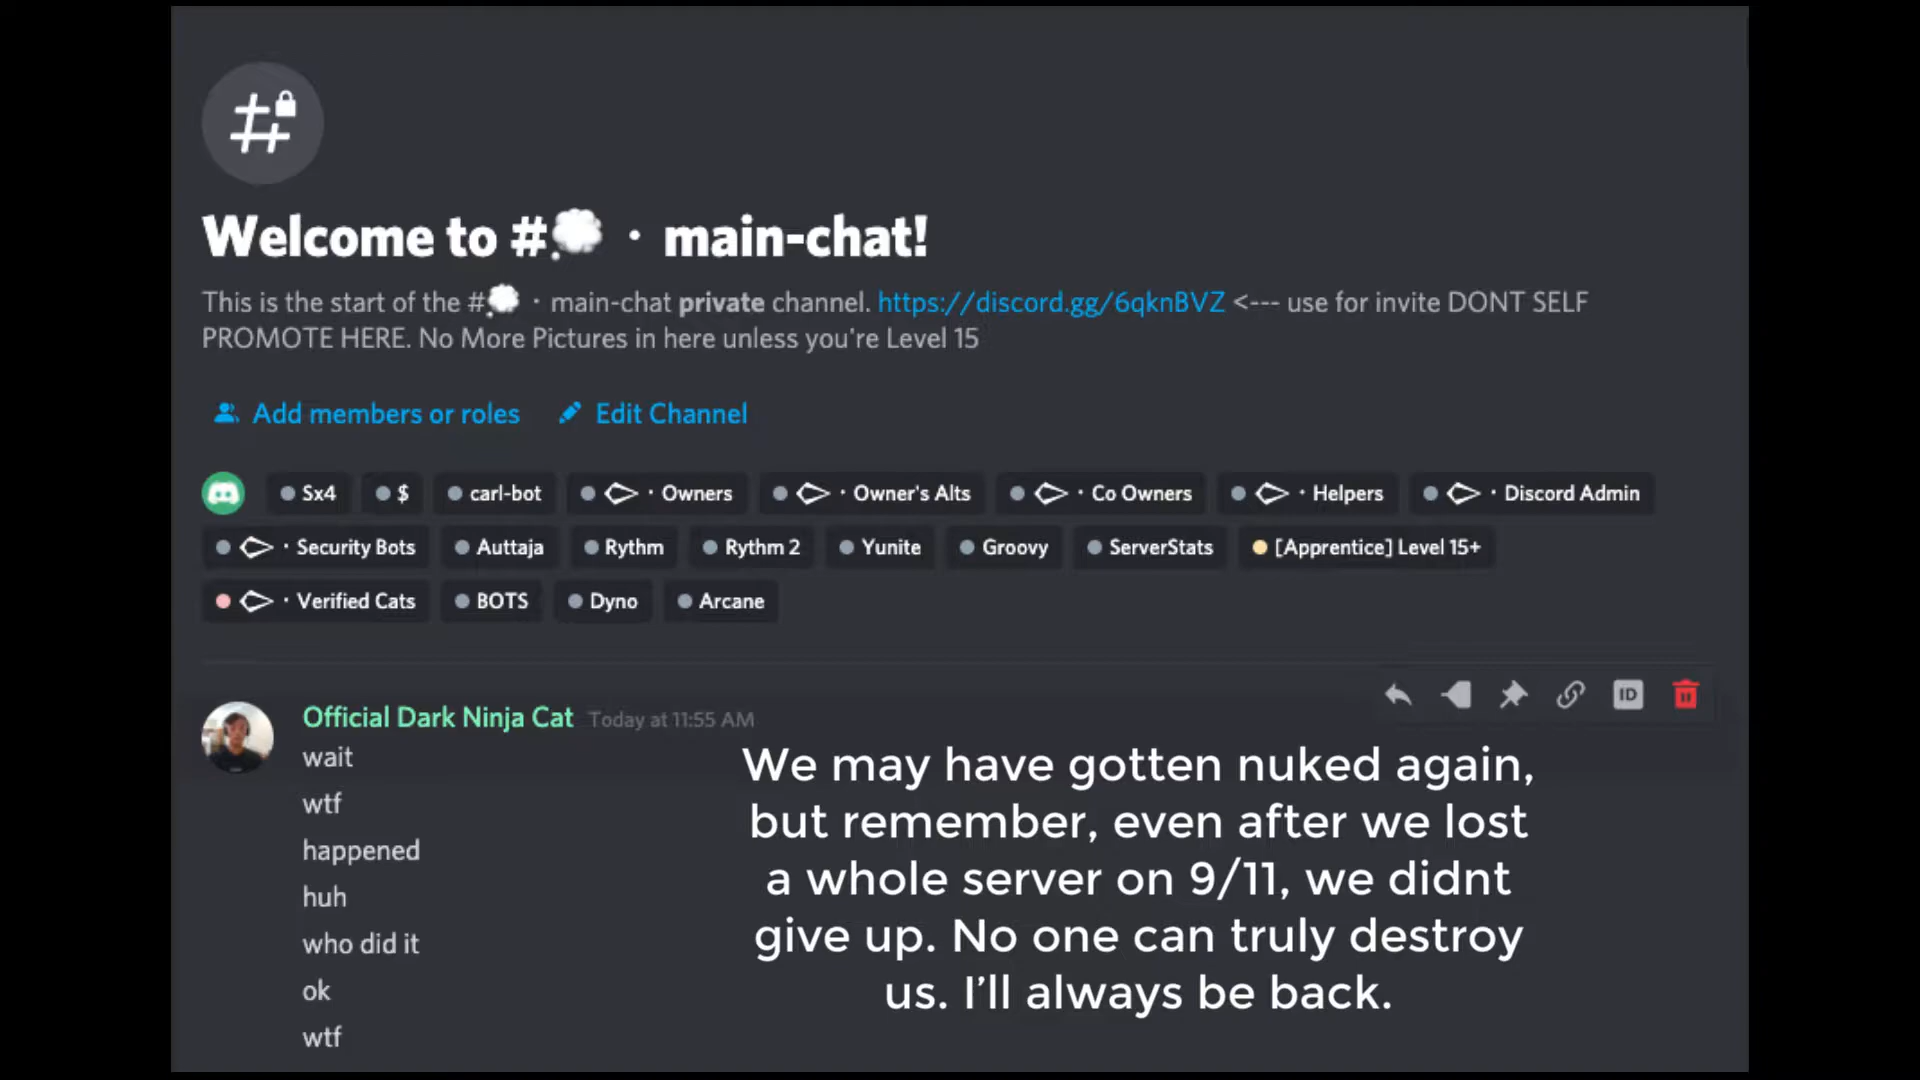 Welcome to #💭 · main-chat!
This is the start of the #💭 · main-chat private channel. https://discord.gg/6qknBVZ <--- use for invite DONT SELF
PROMOTE HERE. No More Pictures in here unless you're Level 15
Add members or roles Edit Channel
Sx4 $ carl-bot · Owners · Owner's Alts · Co Owners · Helpers · Discord Admin
· Security Bots Auttaja Rythm Rythm 2 Yunite Groovy ServerStats [Apprentice] Level 15+
· Verified Cats BOTS Dyno Arcane
Official Dark Ninja Cat Today at 11:55 AM
ID
wait
wtf
happened
huh
who did it
ok
wtf
We may have gotten nuked again,
but remember, even after we lost
a whole server on 9/11, we didnt
give up. No one can truly destroy
us. I’ll always be back.